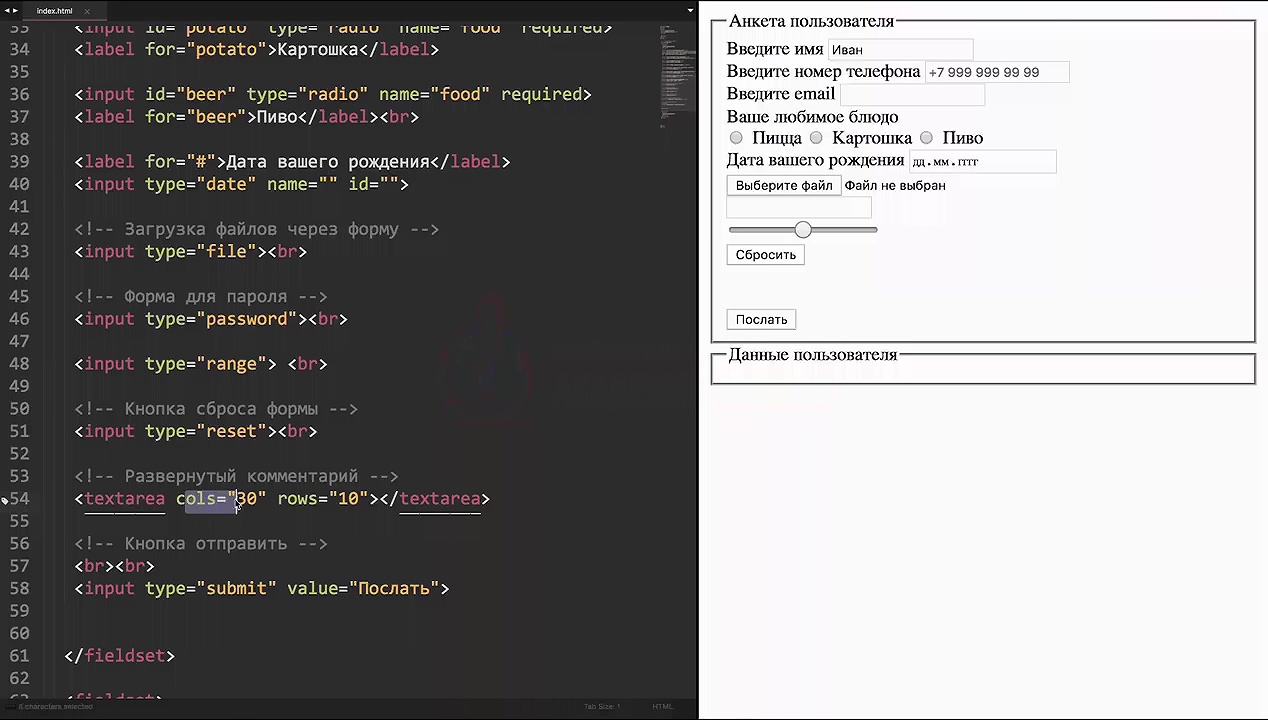 index.html
33 <input id="potato" type="radio" name="food" required>
34 <label for="potato">Картошка</label>
35
36 <input id="beer" type="radio" name="food" required>
37 <label for="beer">Пиво</label><br>
38
39 <label for="#">Дата вашего рождения</label>
40 <input type="date" name="" id="">
41
42 <!-- Загрузка файлов через форму -->
43 <input type="file"><br>
44
45 <!-- Форма для пароля -->
46 <input type="password"><br>
47
48 <input type="range"> <br>
49
50 <!-- Кнопка сброса формы -->
51 <input type="reset"><br>
52
53 <!-- Развернутый комментарий -->
54 <textarea cols="30" rows="10"></textarea>
55
56 <!-- Кнопка отправить -->
57 <br><br>
58 <input type="submit" value="Послать">
59
60
61 </fieldset>
62
63 <fieldset>
characters selected
Tab Size: 1
HTML
Анкета пользователя
Введите имя Иван
Введите номер телефона +7 999 999 99 99
Введите email
Ваше любимое блюдо
Пицца Картошка Пиво
Дата вашего рождения дд.мм.гггг
Выберите файл Файл не выбран
Сбросить
Послать
Данные пользователя